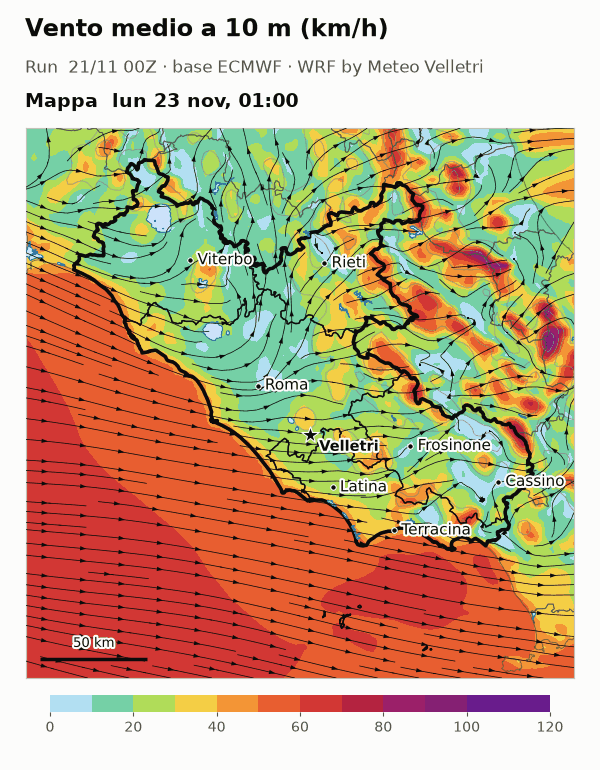 Vento medio a 10 m (km/h)
Run 21/11 00Z · base ECMWF · WRF by Meteo Velletri
Mappa lun 23 nov, 01:00
Viterbo
Rieti
Roma
Velletri
Frosinone
Latina
Cassino
Terracina
50 km
0 20 40 60 80 100 120